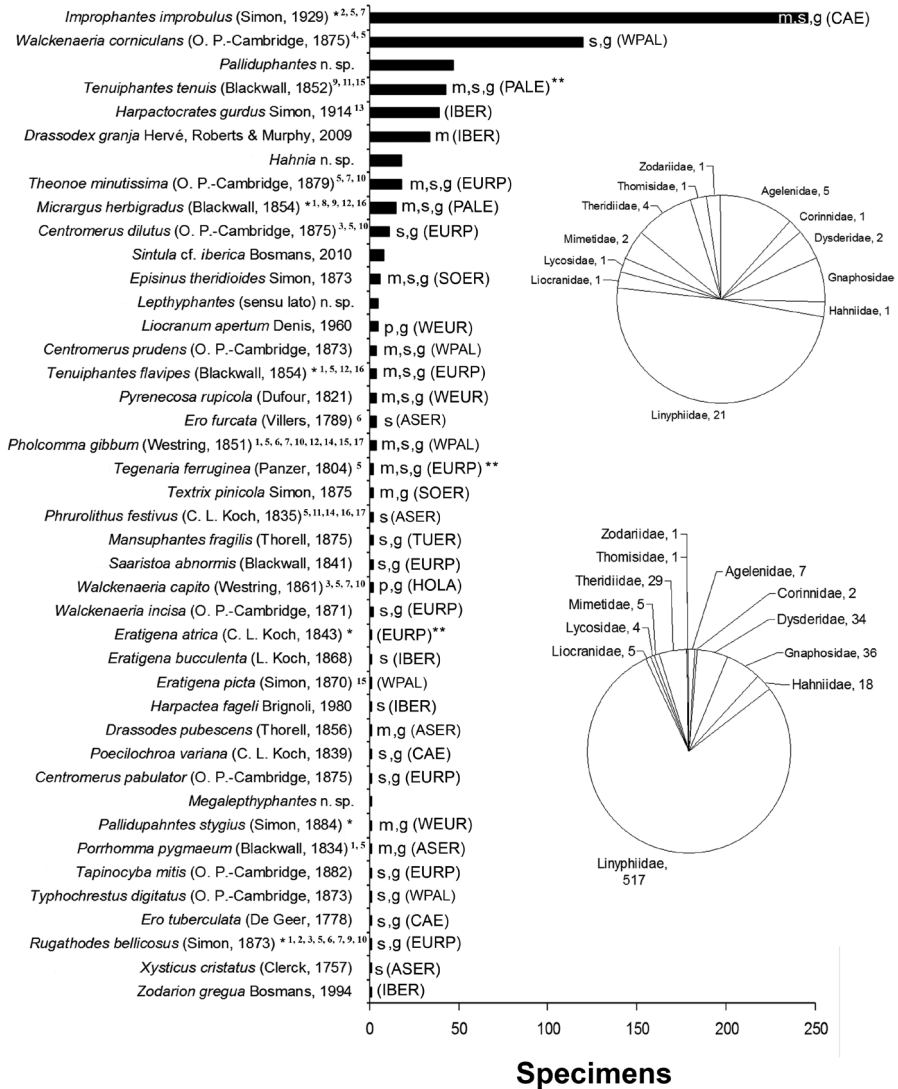 Improphantes improbulus (Simon, 1929) *2, 5, 7 m,s,g (CAE)
Walckenaeria corniculans (O. P.-Cambridge, 1875)4, 5 s,g (WPAL)
Palliduphantes n. sp.
Tenuiphantes tenuis (Blackwall, 1852)9, 11, 15 m,s,g (PALE)**
Harpactocrates gurdus Simon, 1914 13 (IBER)
Drassodex granja Hervé, Roberts & Murphy, 2009 m (IBER)
Hahnia n. sp.
Theonoe minutissima (O. P.-Cambridge, 1879)5, 7, 10 m,s,g (EURP)
Micrargus herbigradus (Blackwall, 1854) *1, 8, 9, 12, 16 m,s,g (PALE)
Centromerus dilutus (O. P.-Cambridge, 1875)3, 5, 10 s,g (EURP)
Sintula cf. iberica Bosmans, 2010
Episinus theridioides Simon, 1873 m,s,g (SOER)
Lepthyphantes (sensu lato) n. sp.
Liocranum apertum Denis, 1960 p,g (WEUR)
Centromerus prudens (O. P.-Cambridge, 1873) m,s,g (WPAL)
Tenuiphantes flavipes (Blackwall, 1854) *1, 5, 12, 16 m,s,g (EURP)
Pyrenecosa rupicola (Dufour, 1821) m,s,g (WEUR)
Ero furcata (Villers, 1789) 6 s (ASER)
Pholcomma gibbum (Westring, 1851)1, 5, 6, 7, 10, 12, 14, 15, 17 m,s,g (WPAL)
Tegenaria ferruginea (Panzer, 1804) 5 m,s,g (EURP)**
Textrix pinicola Simon, 1875 m,g (SOER)
Phrurolithus festivus (C. L. Koch, 1835)5, 11, 14, 16, 17 s (ASER)
Mansuphantes fragilis (Thorell, 1875) s,g (TUER)
Saaristoa abnormis (Blackwall, 1841) s,g (EURP)
Walckenaeria capito (Westring, 1861)3, 5, 7, 10 p,g (HOLA)
Walckenaeria incisa (O. P.-Cambridge, 1871) s,g (EURP)
Eratigena atrica (C. L. Koch, 1843) * (EURP)**
Eratigena bucculenta (L. Koch, 1868) s (IBER)
Eratigena picta (Simon, 1870) 15 (WPAL)
Harpactea fageli Brignoli, 1980 s (IBER)
Drassodes pubescens (Thorell, 1856) m,g (ASER)
Poecilochroa variana (C. L. Koch, 1839) s,g (CAE)
Centromerus pabulator (O. P.-Cambridge, 1875) s,g (EURP)
Megalepthyphantes n. sp.
Pallidupahntes stygius (Simon, 1884) * m,g (WEUR)
Porrhomma pygmaeum (Blackwall, 1834)1, 5 m,g (ASER)
Tapinocyba mitis (O. P.-Cambridge, 1882) s,g (EURP)
Typhochrestus digitatus (O. P.-Cambridge, 1873) s,g (WPAL)
Ero tuberculata (De Geer, 1778) s,g (CAE)
Rugathodes bellicosus (Simon, 1873) *1, 2, 3, 5, 6, 7, 9, 10 s,g (EURP)
Xysticus cristatus (Clerck, 1757) s (ASER)
Zodarion gregua Bosmans, 1994 (IBER)
0 50 100 150 200 250
Specimens
Zodariidae, 1
Thomisidae, 1
Theridiidae, 4
Mimetidae, 2
Lycosidae, 1
Liocranidae, 1
Agelenidae, 5
Corinnidae, 1
Dysderidae, 2
Gnaphosidae
Hahniidae, 1
Linyphiidae, 21
Zodariidae, 1
Thomisidae, 1
Theridiidae, 29
Mimetidae, 5
Lycosidae, 4
Liocranidae, 5
Agelenidae, 7
Corinnidae, 2
Dysderidae, 34
Gnaphosidae, 36
Hahniidae, 18
Linyphiidae,
517